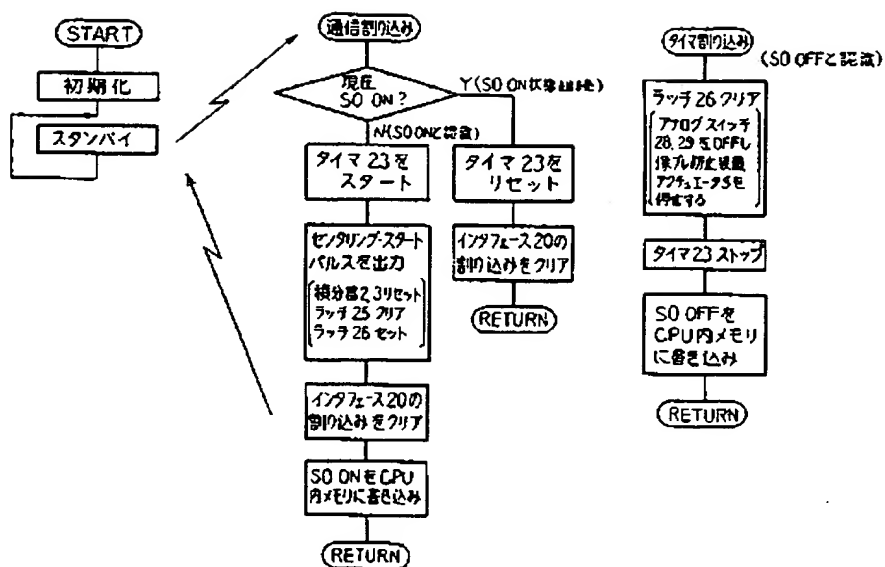 START
初期化
スタンバイ
通信割り込み
現在
SO ON?
Y(SO ON状態継続)
N(SO ONと認識)
タイマ23を
スタート
センタリング・スタート
パルスを出力
積分器2,3リセット
ラッチ25クリア
ラッチ26セット
インタフェース20の
割り込みをクリア
SO ONをCPU
内メモリに書き込み
RETURN
タイマ23を
リセット
インタフェース20の
割り込みをクリア
RETURN
タイマ割り込み
(SO OFFと認識)
ラッチ26クリア
アナログスイッチ
28,29をOFFし
像ブレ防止装置
アクチュエータ5を
停止する
タイマ23ストップ
SO OFFを
CPU内メモリ
に書き込み
RETURN